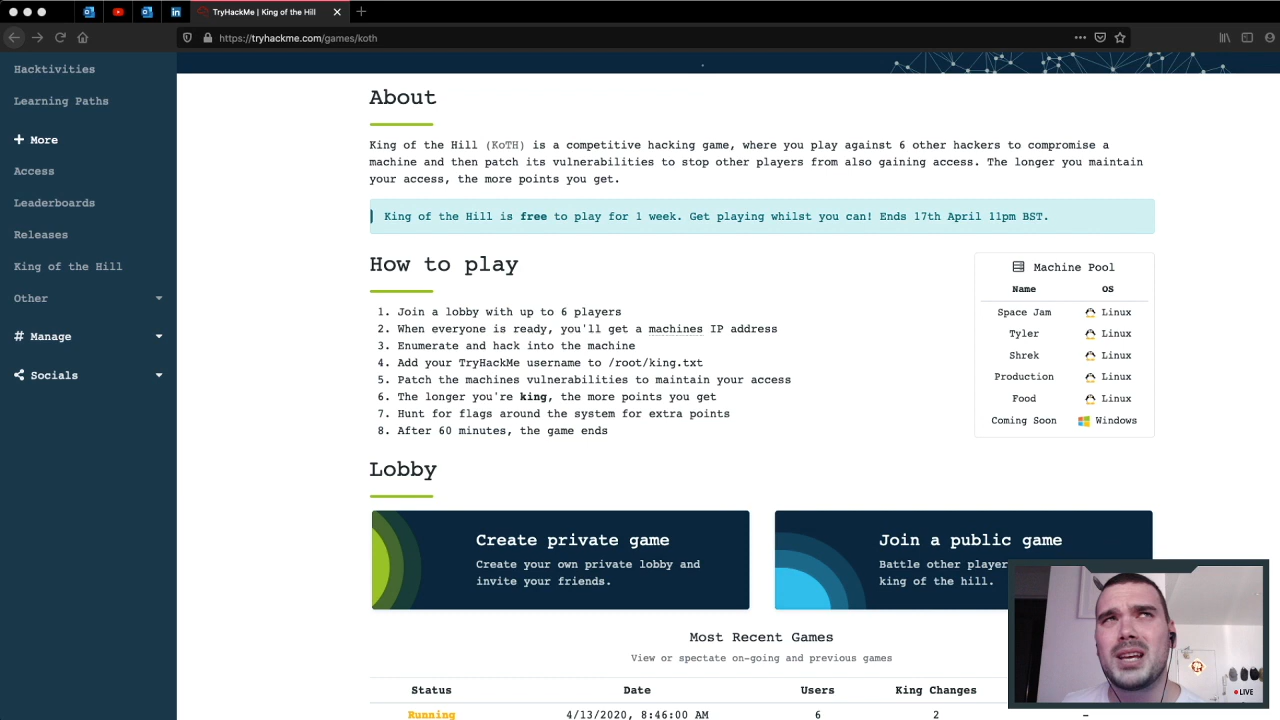 TryHackMe | King of the Hill
https://tryhackme.com/games/koth
Hacktivities
Learning Paths
More
Access
Leaderboards
Releases
King of the Hill
Other
Manage
Socials
About
King of the Hill (KoTH) is a competitive hacking game, where you play against 6 other hackers to compromise a
machine and then patch its vulnerabilities to stop other players from also gaining access. The longer you maintain
your access, the more points you get.
King of the Hill is free to play for 1 week. Get playing whilst you can! Ends 17th April 11pm BST.
How to play
1. Join a lobby with up to 6 players
2. When everyone is ready, you'll get a machines IP address
3. Enumerate and hack into the machine
4. Add your TryHackMe username to /root/king.txt
5. Patch the machines vulnerabilities to maintain your access
6. The longer you're king, the more points you get
7. Hunt for flags around the system for extra points
8. After 60 minutes, the game ends
Machine Pool
Name OS
Space Jam Linux
Tyler Linux
Shrek Linux
Production Linux
Food Linux
Coming Soon Windows
Lobby
Create private game
Create your own private lobby and
invite your friends.
Join a public game
Battle other player
king of the hill.
Most Recent Games
View or spectate on-going and previous games
Status Date Users King Changes
Running 4/13/2020, 8:46:00 AM 6 2 –
LIVE